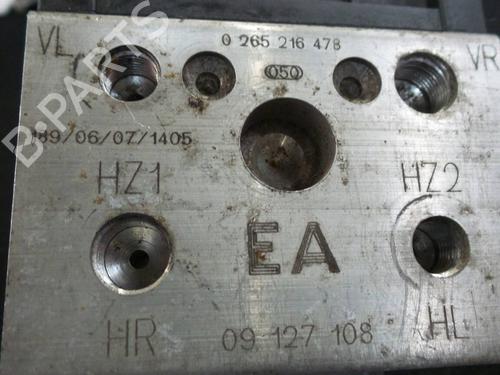 VL
0 265 216 478
VR
050
B-PARTS
189/06/07/1405
HZ1
HZ2
EA
HR
09 127 108
HL